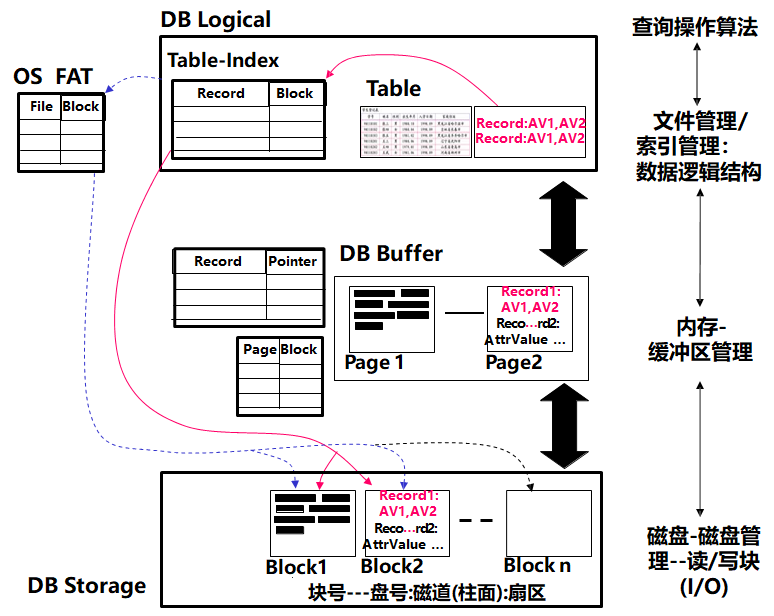 DB Logical
查询操作算法
OS FAT
Table-Index
Table
File Block
Record Block
Record:AV1,AV2
Record:AV1,AV2
文件管理/
索引管理：
数据逻辑结构
DB Buffer
Record Pointer
Record1:
AV1,AV2
Reco...rd2:
AttrValue ...
Page 1
Page2
Page Block
内存-
缓冲区管理
Record1:
AV1,AV2
Reco...rd2:
AttrValue ...
Block1
Block2
Block n
磁盘-磁盘管
理--读/写块
(I/O)
DB Storage
块号---盘号:磁道(柱面):扇区